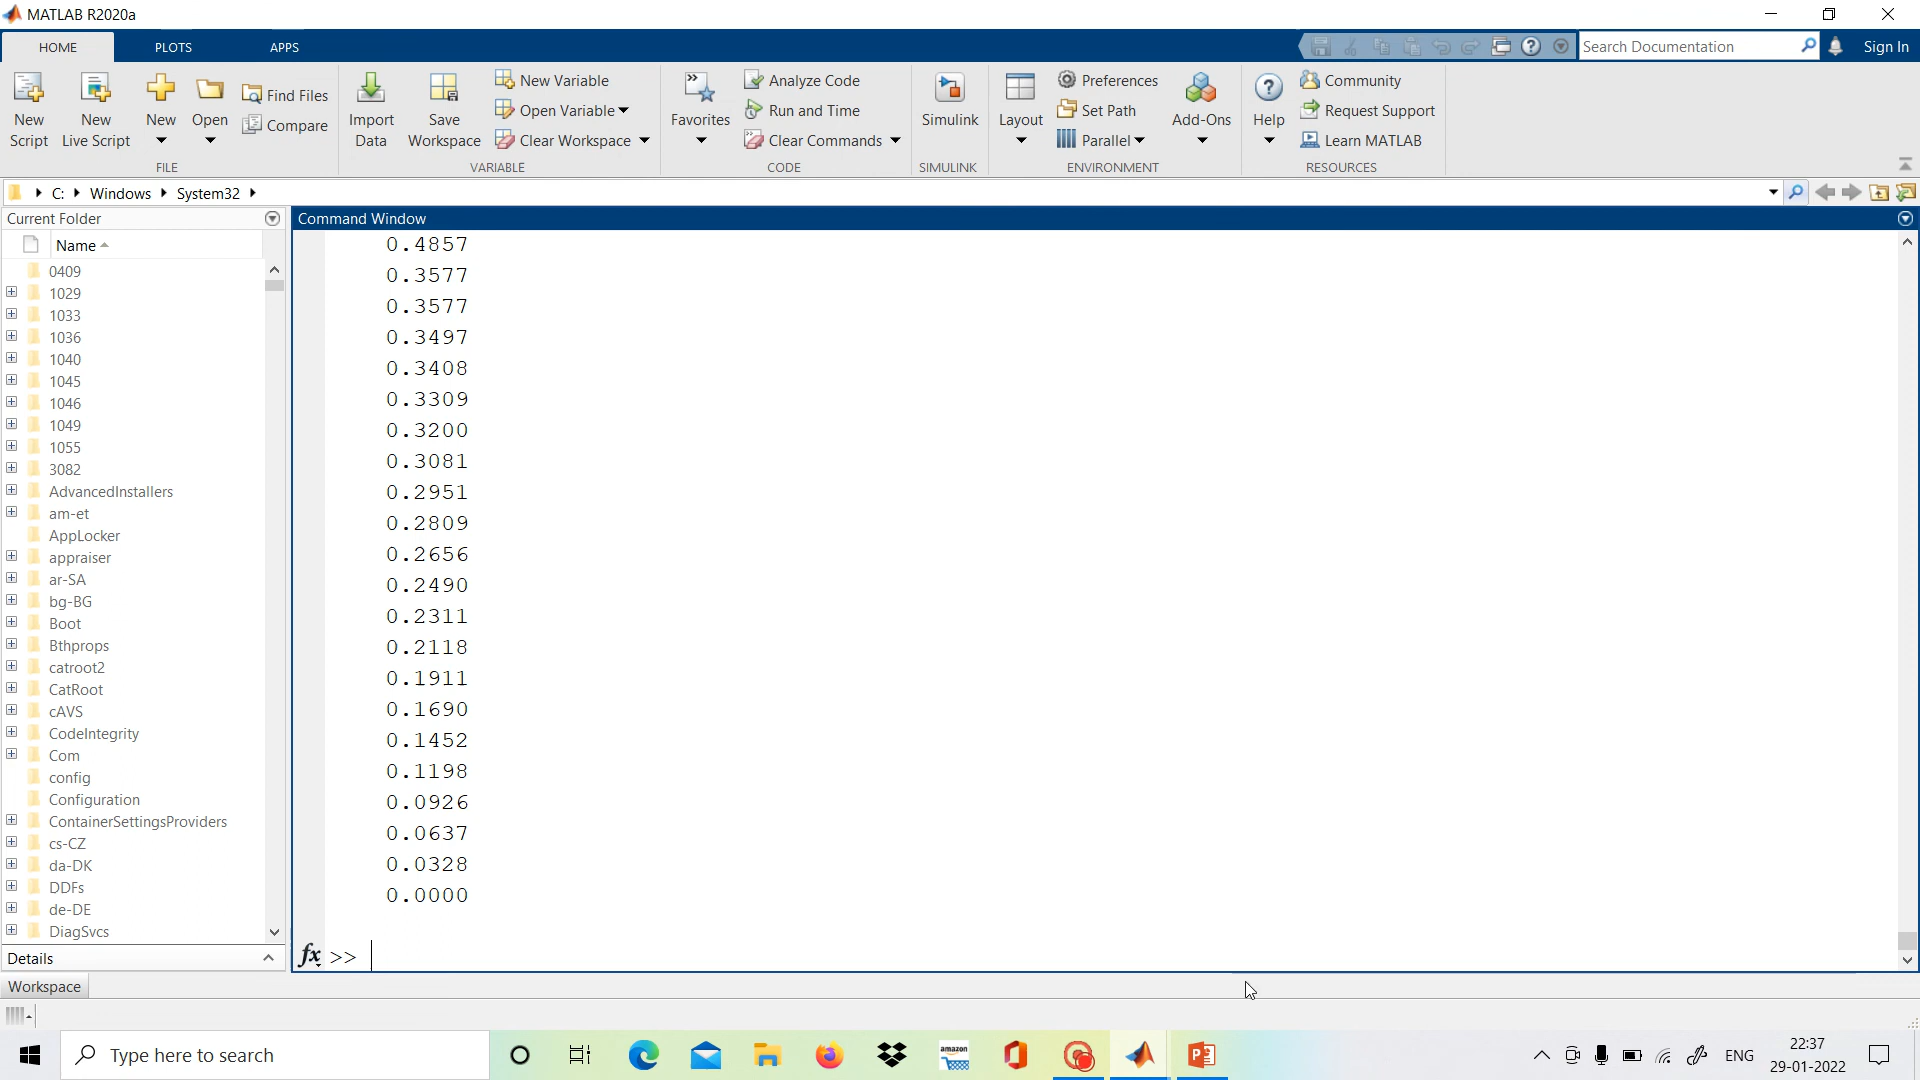 MATLAB R2020a
HOME PLOTS APPS
Search Documentation Sign In
New Script
New Live Script
New
Open
Find Files
Compare
FILE
Import Data
Save Workspace
New Variable
Open Variable
Clear Workspace
VARIABLE
Favorites
Analyze Code
Run and Time
Clear Commands
CODE
Simulink
SIMULINK
Layout
Preferences
Set Path
Parallel
Add-Ons
ENVIRONMENT
Help
Community
Request Support
Learn MATLAB
RESOURCES
C: Windows System32
Current Folder
Name
0409
1029
1033
1036
1040
1045
1046
1049
1055
3082
AdvancedInstallers
am-et
AppLocker
appraiser
ar-SA
bg-BG
Boot
Bthprops
catroot2
CatRoot
cAVS
CodeIntegrity
Com
config
Configuration
ContainerSettingsProviders
cs-CZ
da-DK
DDFs
de-DE
DiagSvcs
Details
Workspace
Command Window
0.4857
0.3577
0.3577
0.3497
0.3408
0.3309
0.3200
0.3081
0.2951
0.2809
0.2656
0.2490
0.2311
0.2118
0.1911
0.1690
0.1452
0.1198
0.0926
0.0637
0.0328
0.0000
fx >>
Type here to search
amazon
ENG
22:37
29-01-2022